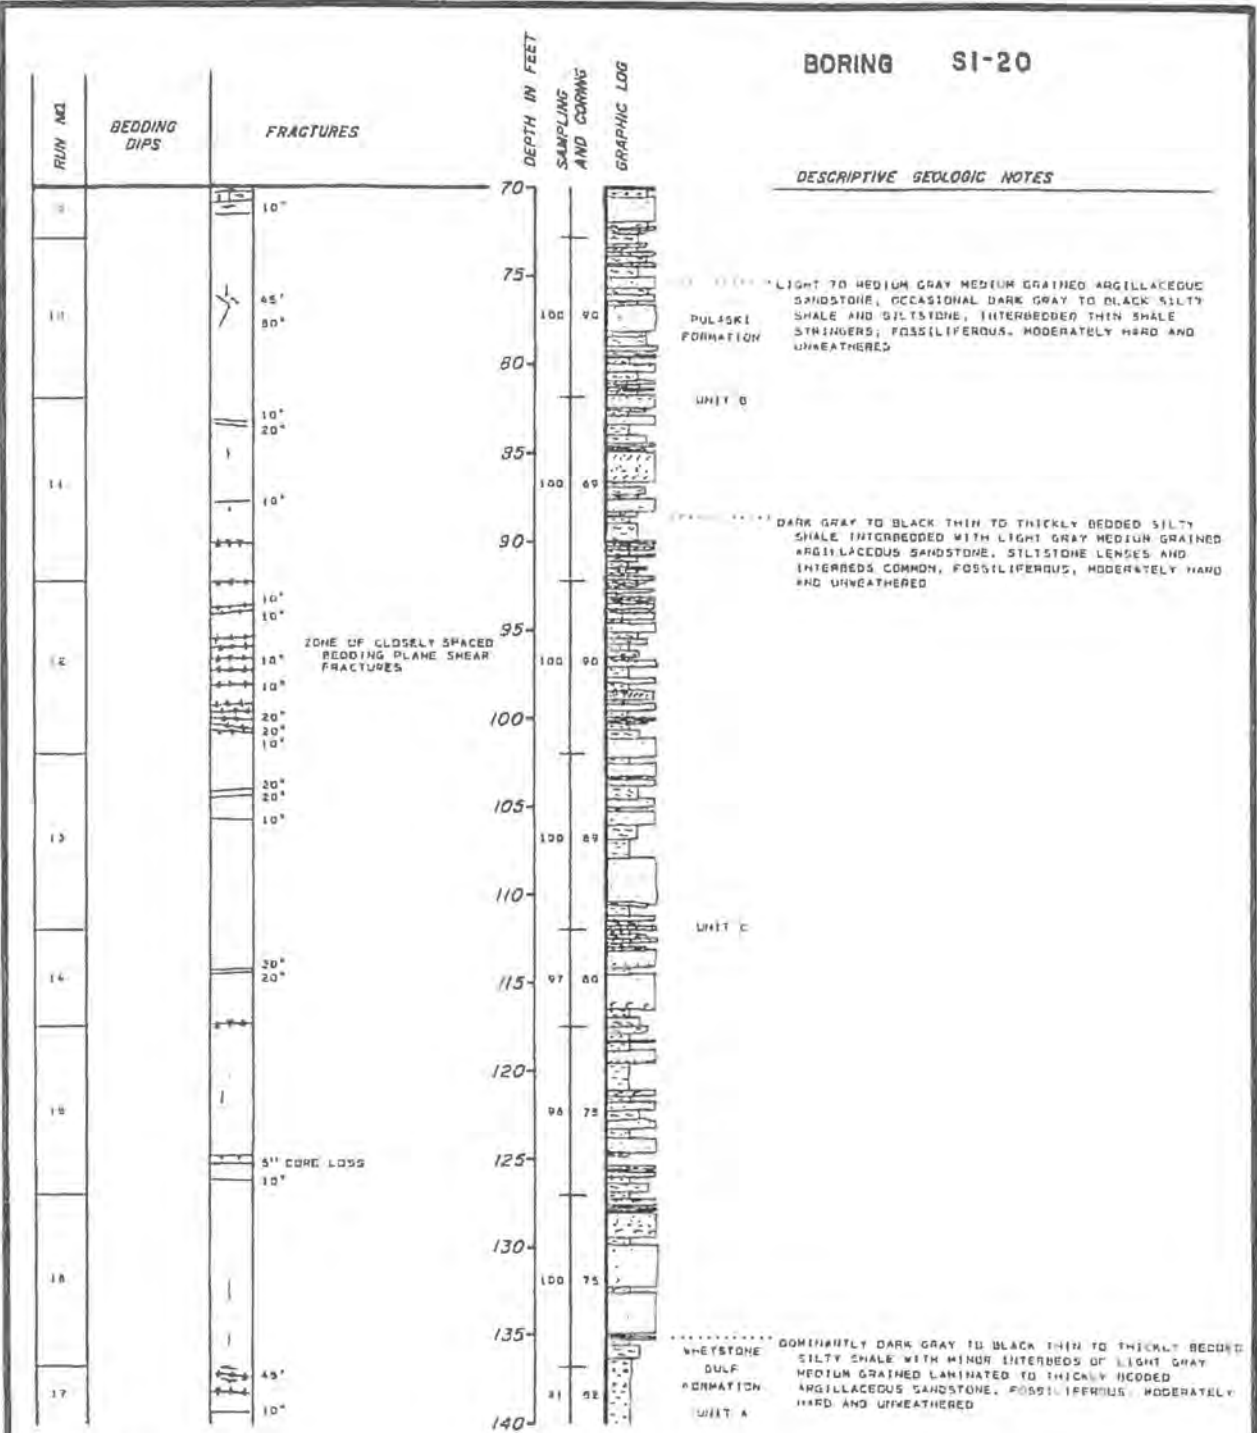 BORING SI-20
RUN NO.
BEDDING
DIPS
FRACTURES
DEPTH IN FEET
SAMPLING
AND CORING
GRAPHIC LOG
DESCRIPTIVE GEOLOGIC NOTES
70
10°
75
LIGHT TO MEDIUM GRAY MEDIUM GRAINED ARGILLACEOUS
SANDSTONE, OCCASIONAL DARK GRAY TO BLACK SILTY
SHALE AND SILTSTONE, INTERBEDDED THIN SHALE
STRINGERS, FOSSILIFEROUS, MODERATELY HARD AND
UNWEATHERED
PULASKI
FORMATION
45°
100 90
80
UNIT B
10°
20°
85
11
100 69
10°
DARK GRAY TO BLACK THIN TO THICKLY BEDDED SILTY
SHALE INTERBEDDED WITH LIGHT GRAY MEDIUM GRAINED
ARGILLACEOUS SANDSTONE, SILTSTONE LENSES AND
INTERBEDS COMMON, FOSSILIFEROUS, MODERATELY HARD
AND UNWEATHERED
90
10°
10°
95
ZONE OF CLOSELY SPACED
BEDDING PLANE SHEAR
FRACTURES
12
10°
100 90
10°
20°
100
20°
10°
20°
20°
105
10°
13
100 89
110
UNIT C
20°
14
20°
115
97 80
120
15
98 75
5" CORE LOSS
125
10°
130
100 75
135
WHETSTONE
GULF
FORMATION
UNIT A
DOMINANTLY DARK GRAY TO BLACK THIN TO THICKLY BEDDED
SILTY SHALE WITH MINOR INTERBEDS OF LIGHT GRAY
MEDIUM GRAINED LAMINATED TO THICKLY BEDDED
ARGILLACEOUS SANDSTONE, FOSSILIFEROUS, MODERATELY
HARD AND UNWEATHERED
45°
17
10°
140